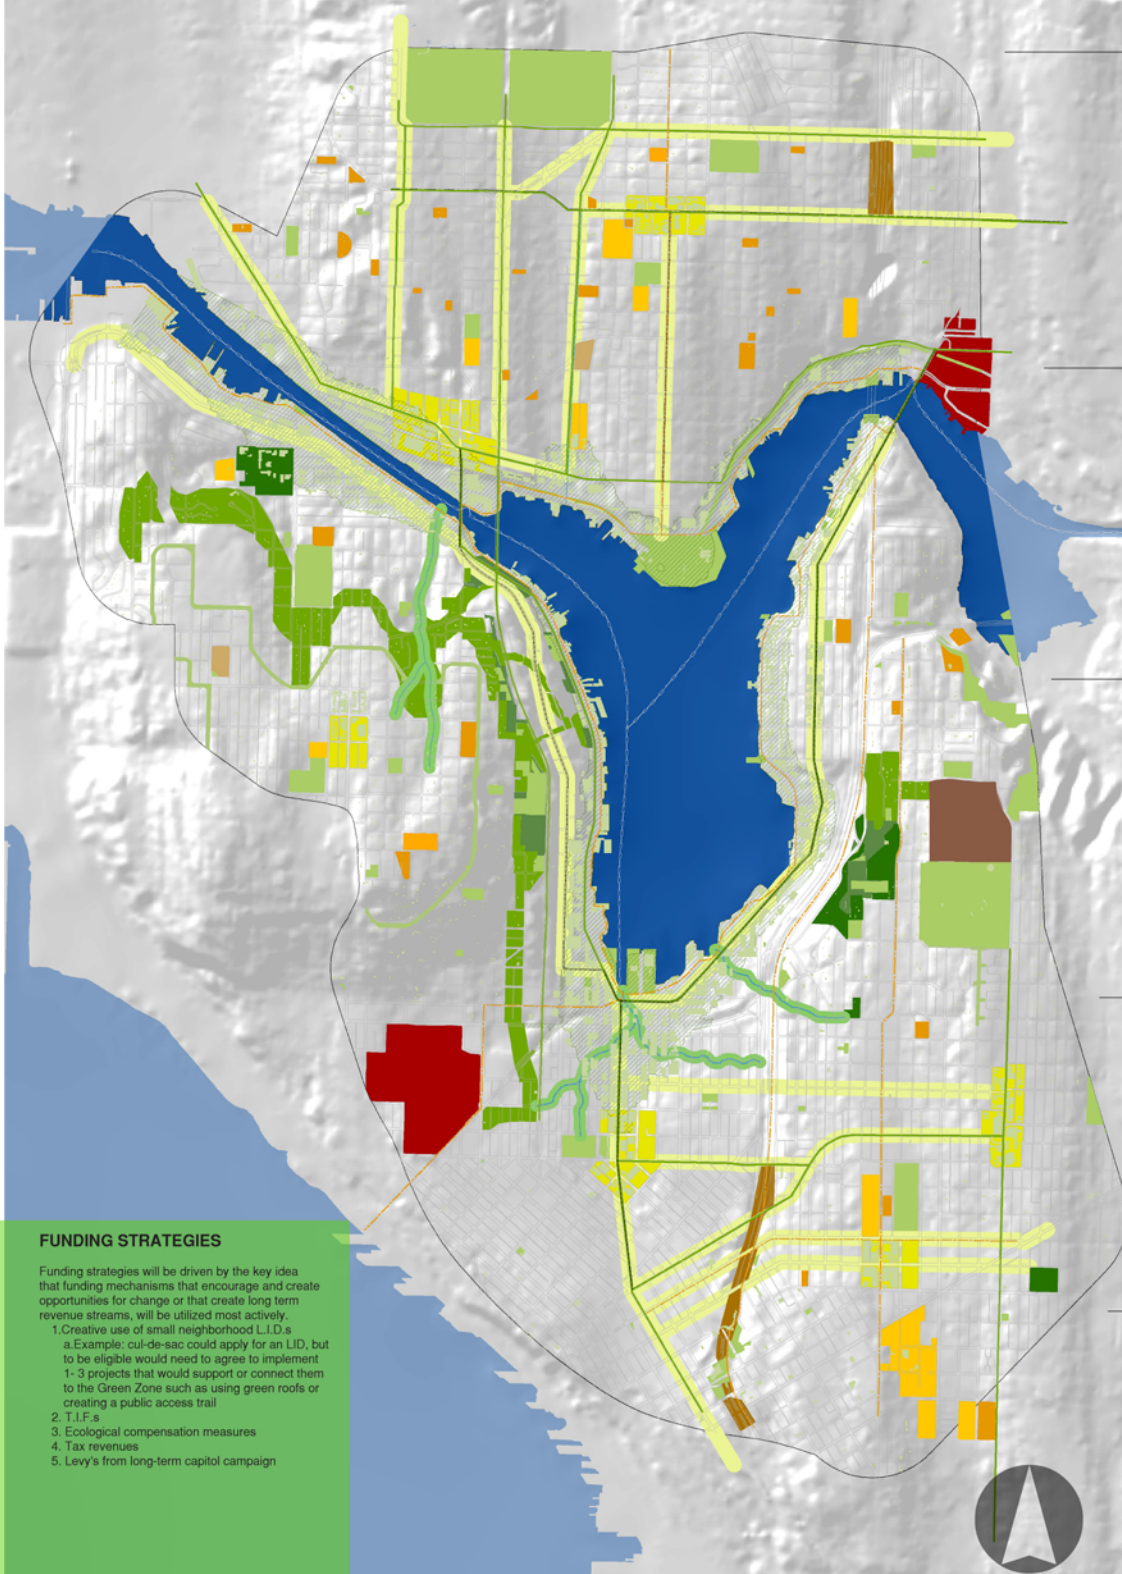 FUNDING STRATEGIES
Funding strategies will be driven by the key idea
that funding mechanisms that encourage and create
opportunities for change or that create long term
revenue streams, will be utilized most actively.
1.Creative use of small neighborhood L.I.D.s
a.Example: cul-de-sac could apply for an LID, but
to be eligible would need to agree to implement
1- 3 projects that would support or connect them
to the Green Zone such as using green roofs or
creating a public access trail
2. T.I.F.s
3. Ecological compensation measures
4. Tax revenues
5. Levy's from long-term capitol campaign